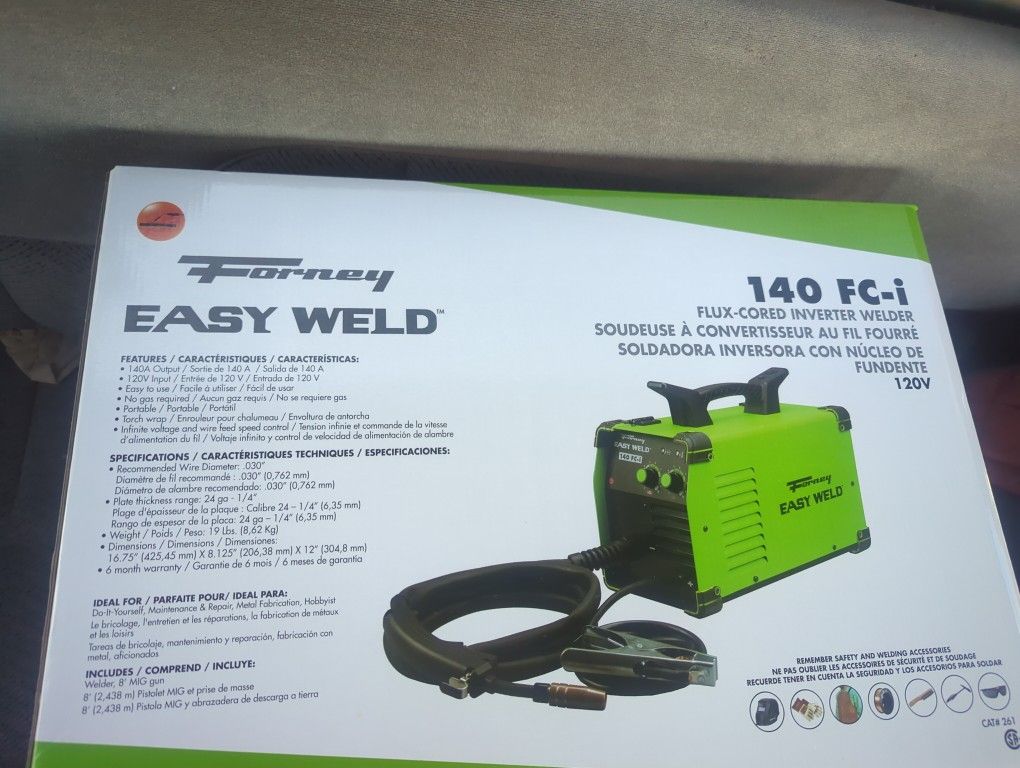 Forney
EASY WELD™
FEATURES / CARACTÉRISTIQUES / CARACTERÍSTICAS:
• 140A Output / Sortie de 140 A / Salida de 140 A
• 120V Input / Entrée de 120 V / Entrada de 120 V
• Easy to use / Facile à utiliser / Fácil de usar
• No gas required / Aucun gaz requis / No se requiere gas
• Portable / Portable / Portátil
• Torch wrap / Enrouleur pour chalumeau / Envoltura de antorcha
• Infinite voltage and wire feed speed control / Tension infinie et commande de la vitesse
d'alimentation du fil / Voltaje infinito y control de velocidad de alimentación de alambre
SPECIFICATIONS / CARACTÉRISTIQUES TECHNIQUES / ESPECIFICACIONES:
• Recommended Wire Diameter: .030"
Diamètre de fil recommandé : .030" (0,762 mm)
Diámetro de alambre recomendado: .030" (0,762 mm)
• Plate thickness range: 24 ga - 1/4"
Plage d'épaisseur de la plaque : Calibre 24 – 1/4" (6,35 mm)
Rango de espesor de la placa: 24 ga – 1/4" (6,35 mm)
• Weight / Poids / Peso: 19 Lbs. (8,62 Kg)
• Dimensions / Dimensions / Dimensiones:
16.75" (425,45 mm) X 8.125" (206,38 mm) X 12" (304,8 mm)
• 6 month warranty / Garantie de 6 mois / 6 meses de garantía
IDEAL FOR / PARFAITE POUR/ IDEAL PARA:
Do-It-Yourself, Maintenance & Repair, Metal Fabrication, Hobbyist
Le bricolage, l'entretien et les réparations, la fabrication de métaux
et les loisirs
Tareas de bricolaje, mantenimiento y reparación, fabricación con
metal, aficionados
INCLUDES / COMPREND / INCLUYE:
Welder, 8' MIG gun
8' (2,438 m) Pistolet MIG et prise de masse
8' (2,438 m) Pistola MIG y abrazadera de descarga a tierra
140 FC-i
FLUX-CORED INVERTER WELDER
SOUDEUSE À CONVERTISSEUR AU FIL FOURRÉ
SOLDADORA INVERSORA CON NÚCLEO DE
FUNDENTE
120V
Forney
EASY WELD
140 FC-i
Forney
EASY WELD
REMEMBER SAFETY AND WELDING ACCESSORIES
NE PAS OUBLIER LES ACCESSOIRES DE SÉCURITÉ ET DE SOUDAGE
RECUERDE TENER EN CUENTA LA SEGURIDAD Y LOS ACCESORIOS PARA SOLDAR
CAT# 261